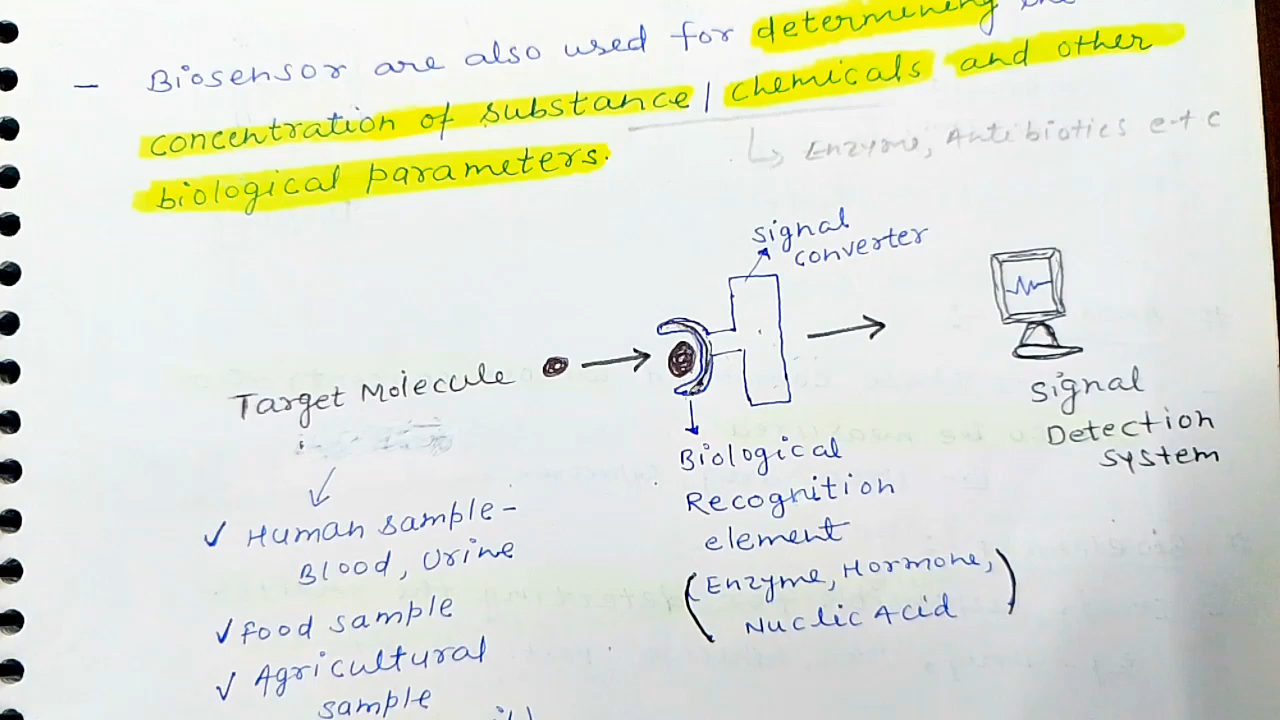 - Biosensor are also used for determining the
concentration of substance/ chemicals and other
↳ Enzyme, Antibiotics etc
biological parameters.
signal
converter
Target Molecule
Signal
Detection
system
Biological
Recognition
element
(Enzyme, Hormone,
Nuclic Acid)
✓ Human sample-
Blood, Urine
✓ food sample
✓ Agricultural
sample